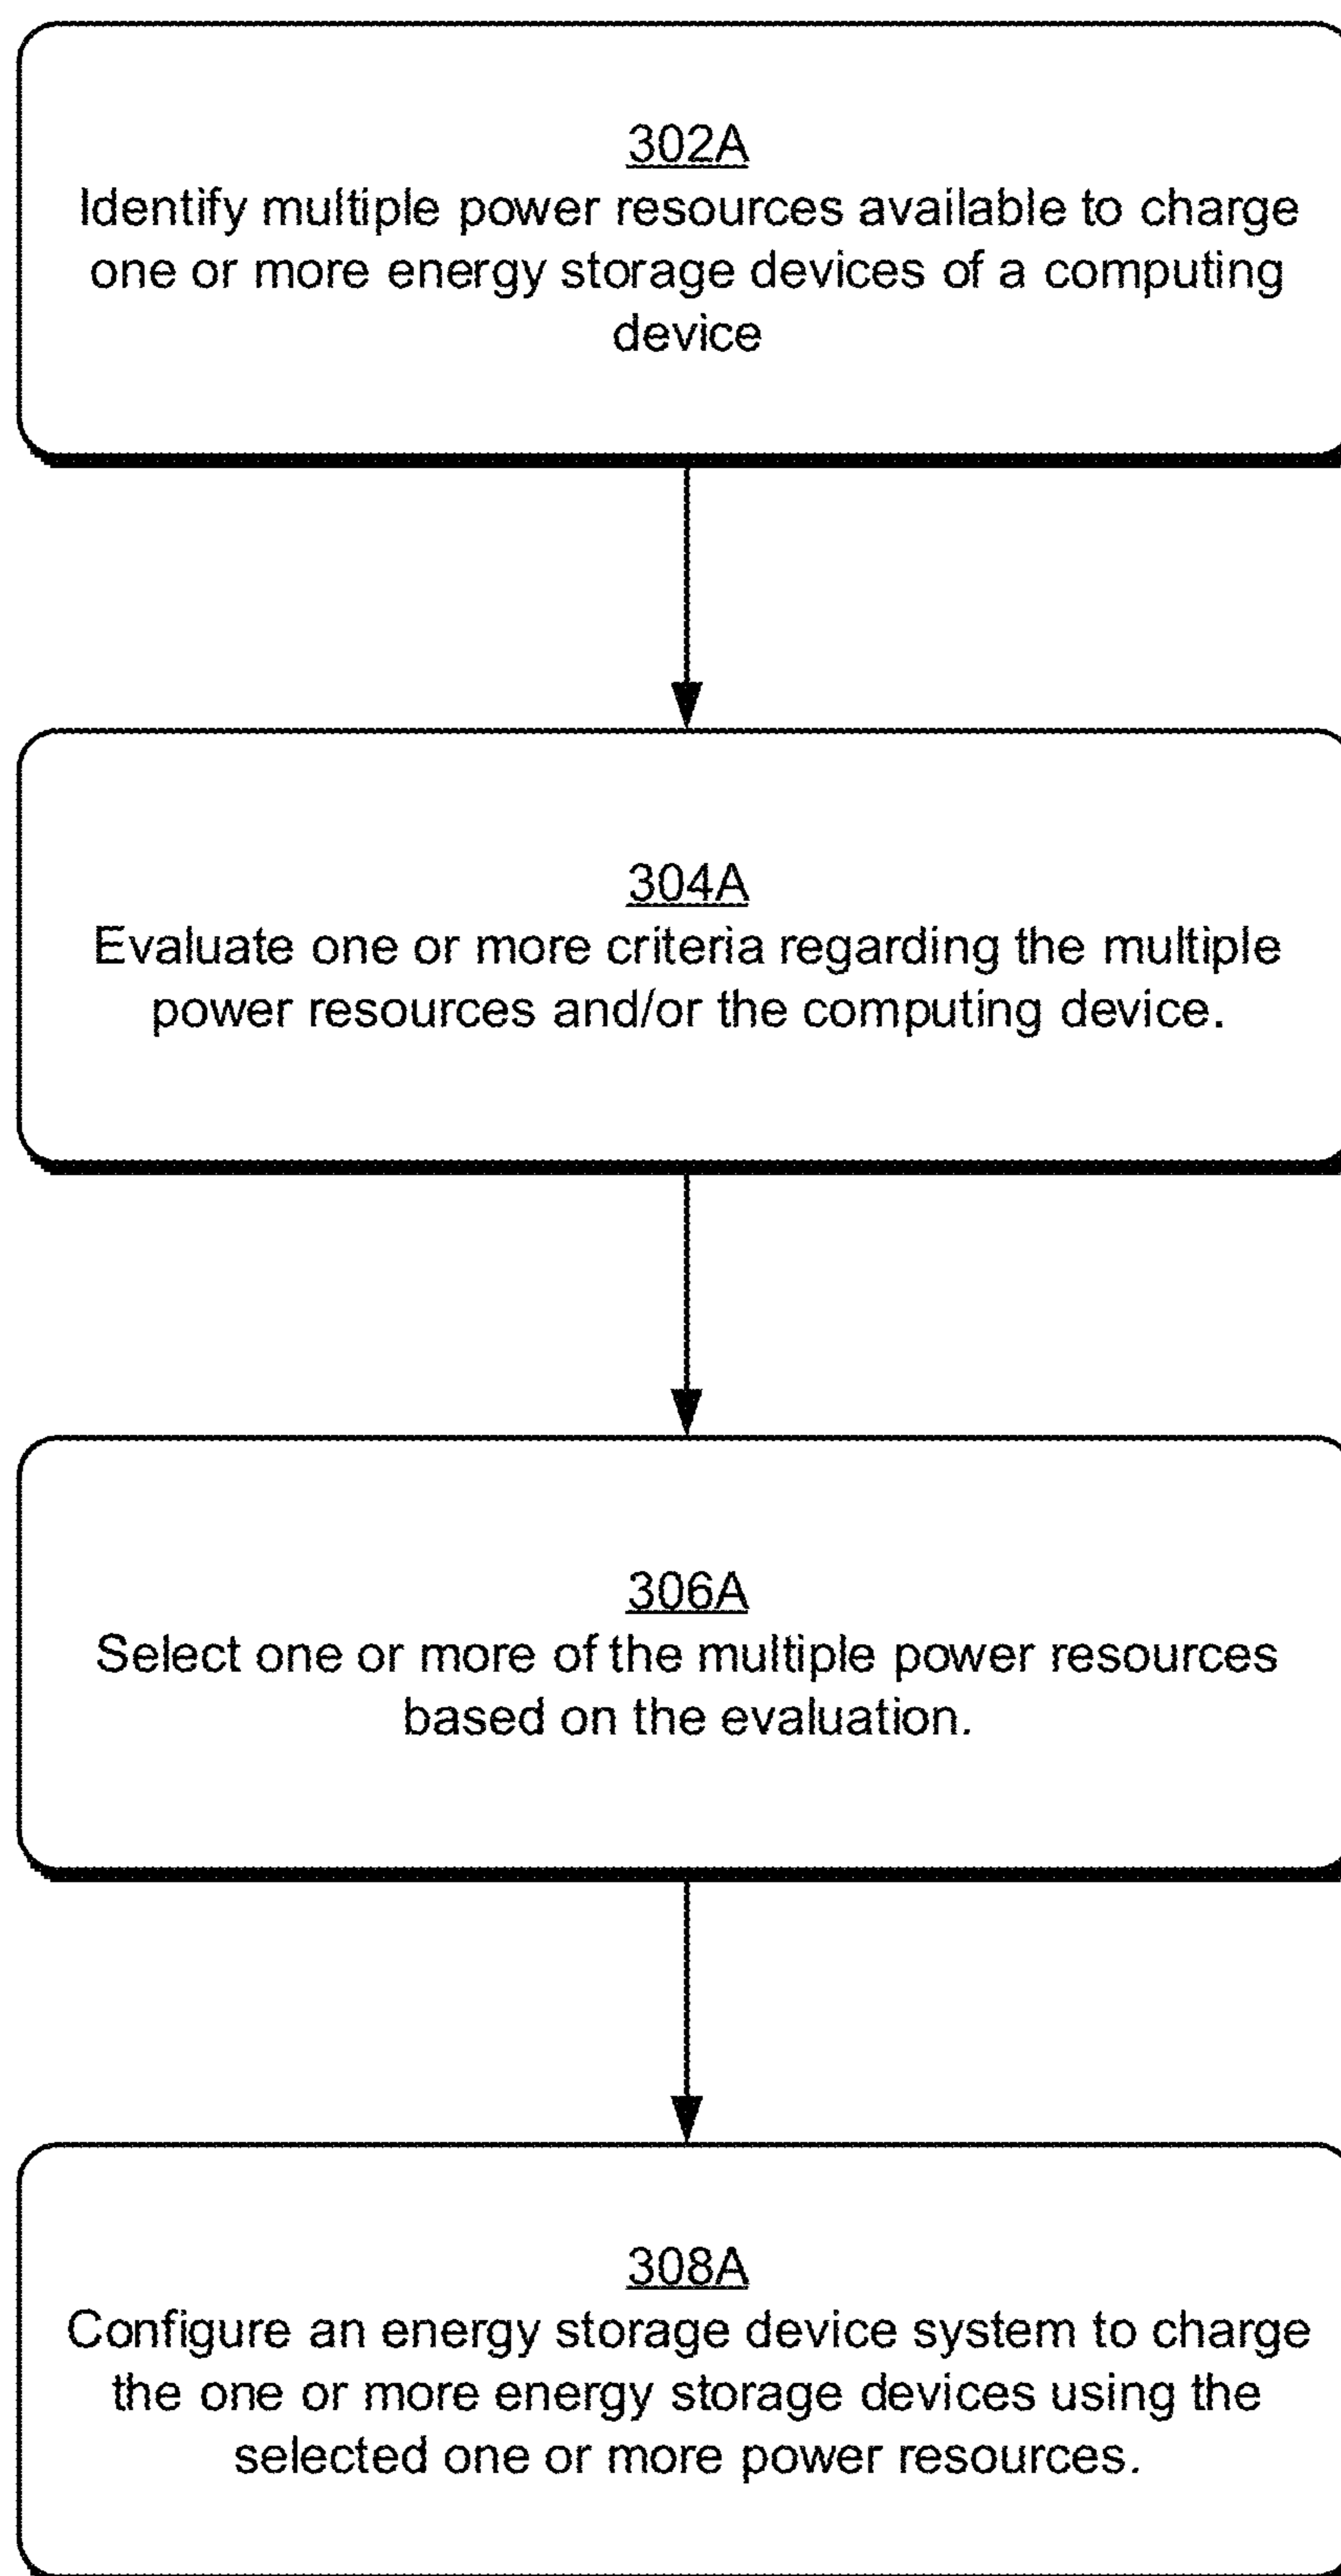 302A
Identify multiple power resources available to charge
one or more energy storage devices of a computing
device
304A
Evaluate one or more criteria regarding the multiple
power resources and/or the computing device.
306A
Select one or more of the multiple power resources
based on the evaluation.
308A
Configure an energy storage device system to charge
the one or more energy storage devices using the
selected one or more power resources.